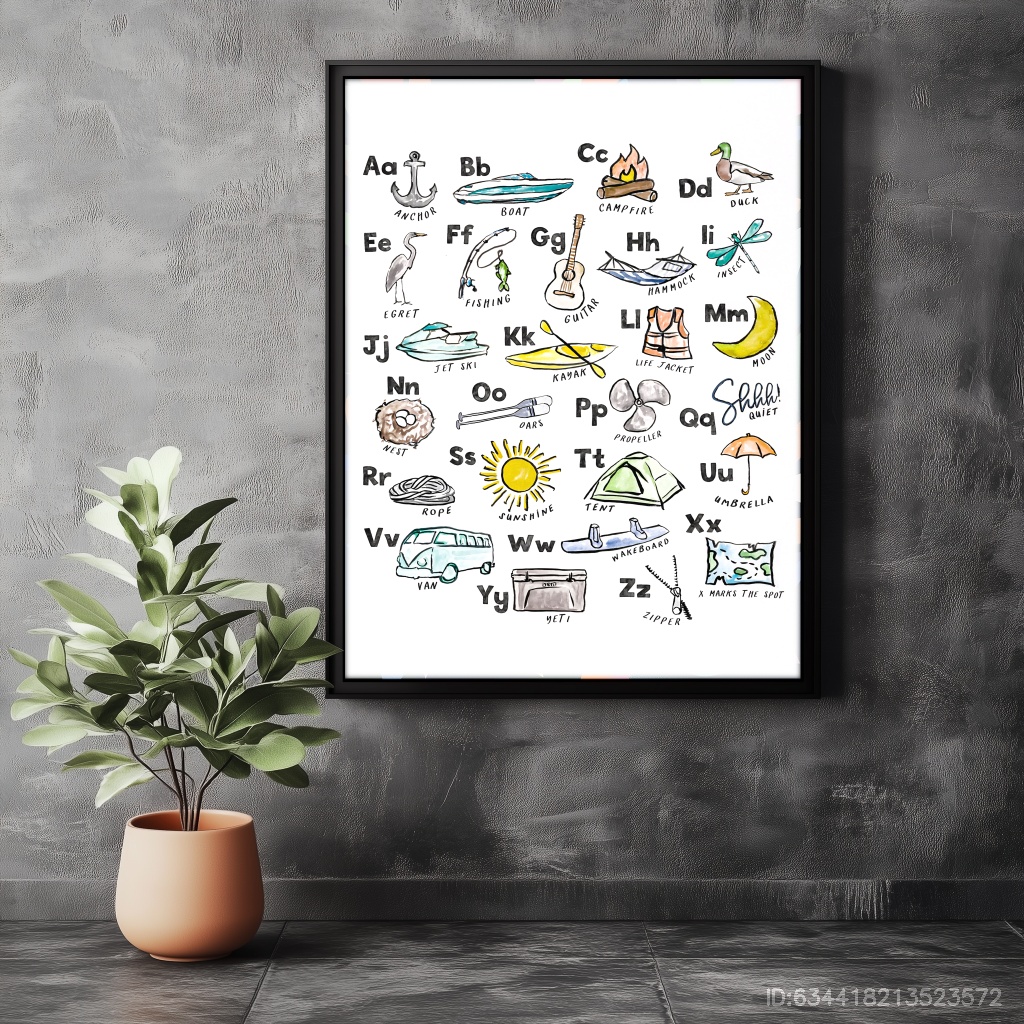 Aa
ANCHOR
Bb
BOAT
Cc
CAMPFIRE
Dd
DUCK
Ee
EGRET
Ff
FISHING
Gg
GUITAR
Hh
HAMMOCK
Ii
INSECT
Jj
JET SKI
Kk
KAYAK
Ll
LIFE JACKET
Mm
MOON
Nn
NEST
Oo
OARS
Pp
PROPELLER
Qq
Shhh!
QUIET
Rr
ROPE
Ss
SUNSHINE
Tt
TENT
Uu
UMBRELLA
Vv
VAN
Ww
WAKEBOARD
Xx
X MARKS THE SPOT
Yy
YETI
YETI
Zz
ZIPPER
ID:634418213523572